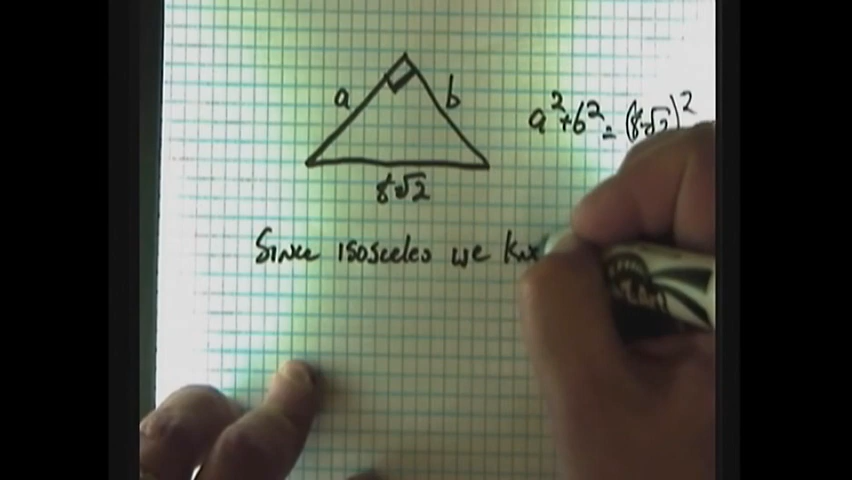 a b
a²+b² = (8√2)²
8√2
Since isosceles we